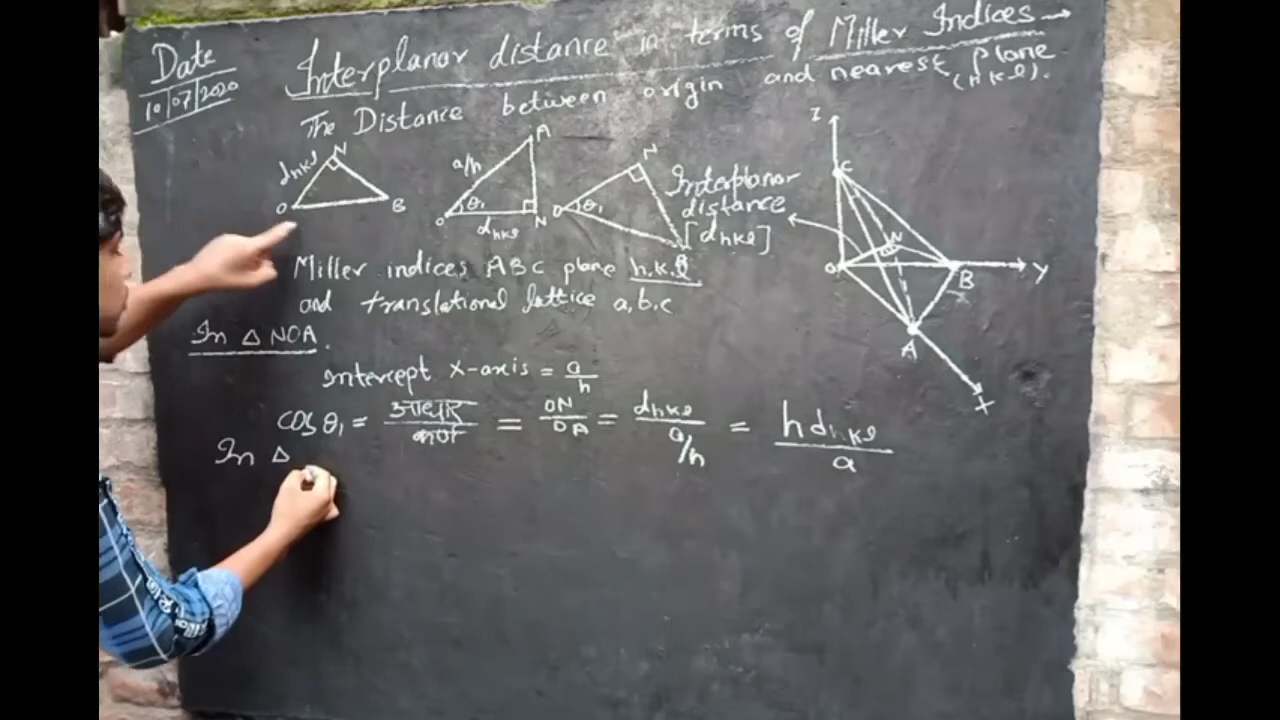 Date
10/07/2020
Interplanar distance in terms of Miller Indices →
The Distance between origin and nearest plane
(hkl).
dhkl N
O B
a/h A
O θ1 N
dhkl
N
O θ1
B
Interplanar
distance
[dhkl]
Z
C
N
O B Y
A
X
Miller indices ABC plane h.k.l
and translational lattice a,b,c
In △ NOA.
Intercept X-axis = a/h
cos θ1 = आधार/कर्ण = ON/OA = dhkl/a/h = hdhkl/a
In △